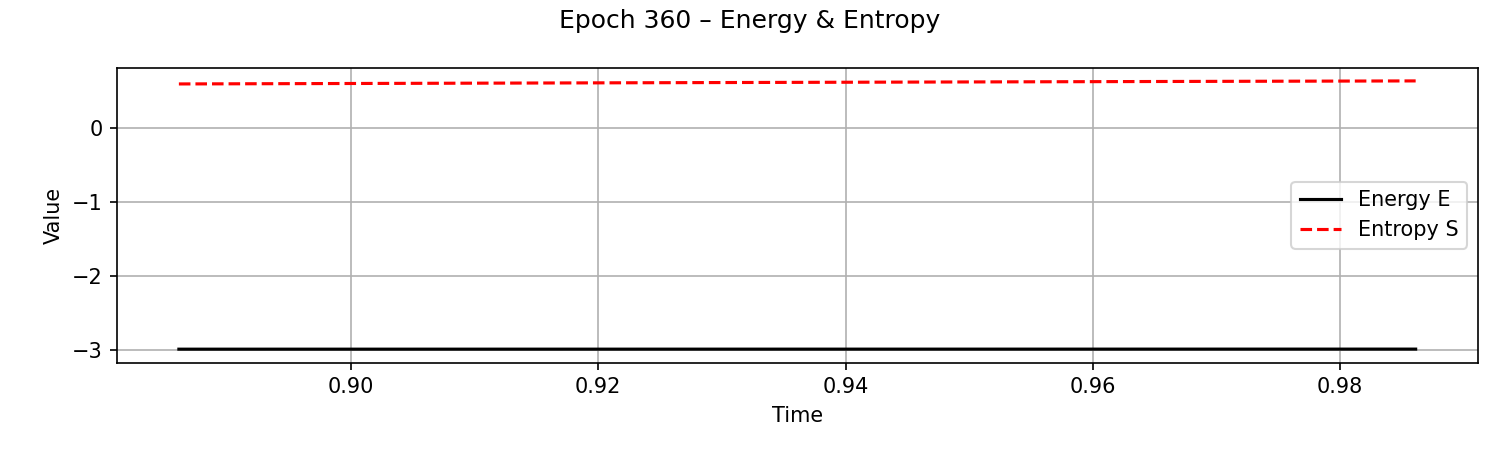 Epoch 360 – Energy & Entropy
Value
0
−1
−2
−3
Energy E
Entropy S
0.90 0.92 0.94 0.96 0.98
Time